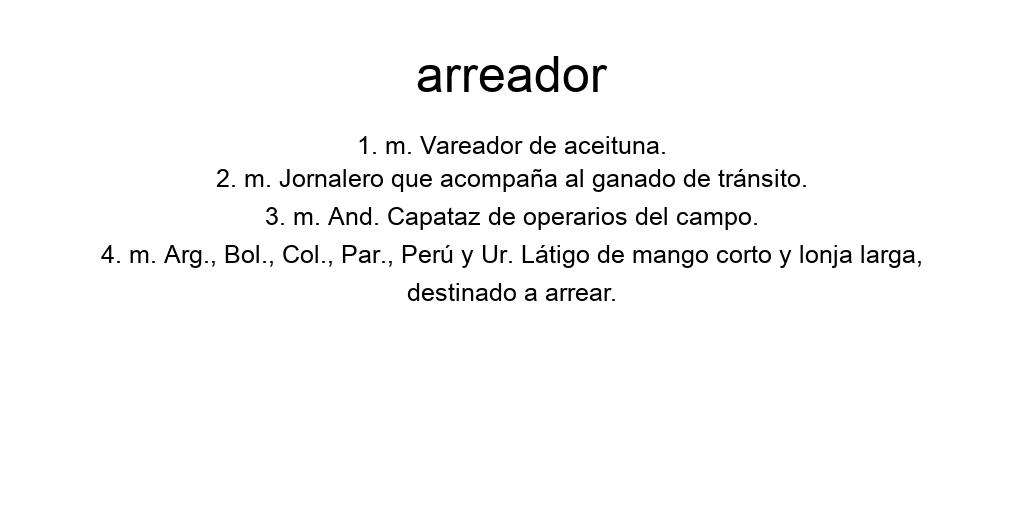 arreador
1. m. Vareador de aceituna.
2. m. Jornalero que acompaña al ganado de tránsito.
3. m. And. Capataz de operarios del campo.
4. m. Arg., Bol., Col., Par., Perú y Ur. Látigo de mango corto y lonja larga,
destinado a arrear.